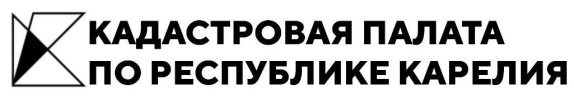 КАДАСТРОВАЯ ПАЛАТА
ПО РЕСПУБЛИКЕ КАРЕЛИЯ